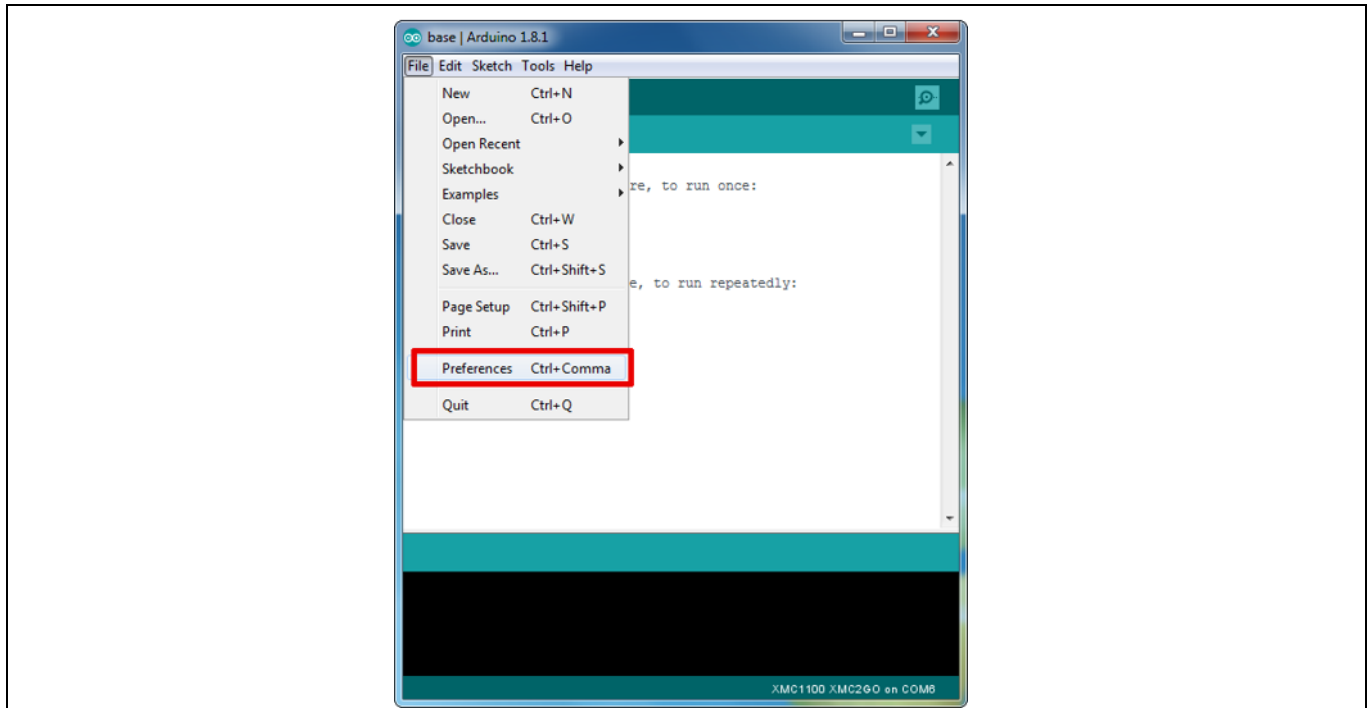 base | Arduino 1.8.1
File Edit Sketch Tools Help
New Ctrl+N
Open... Ctrl+O
Open Recent
Sketchbook
Examples
re, to run once:
Close Ctrl+W
Save Ctrl+S
Save As... Ctrl+Shift+S
e, to run repeatedly:
Page Setup Ctrl+Shift+P
Print Ctrl+P
Preferences Ctrl+Comma
Quit Ctrl+Q
XMC1100 XMC2GO on COM6